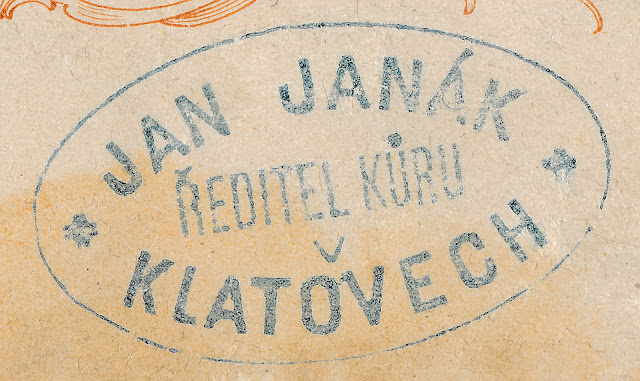 JAN JANÁK
ŘEDITEL KŮRU
V
KLATOVECH